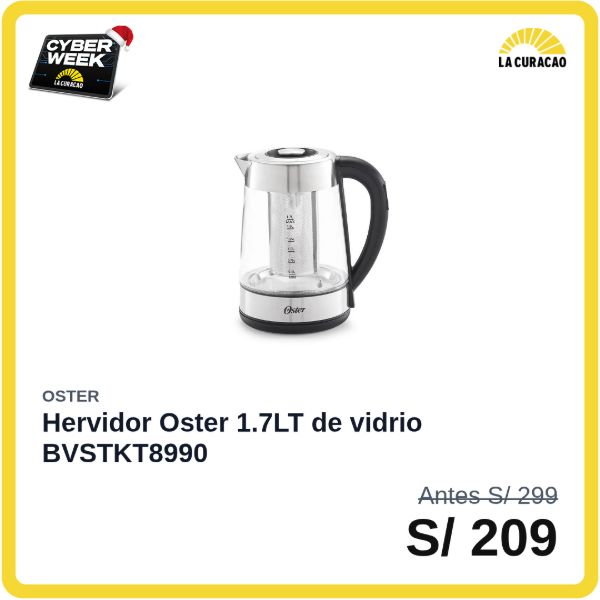 CYBER
WEEK
LA CURACAO
LA CURACAO
Oster
OSTER
Hervidor Oster 1.7LT de vidrio
BVSTKT8990
Antes S/ 299
S/ 209